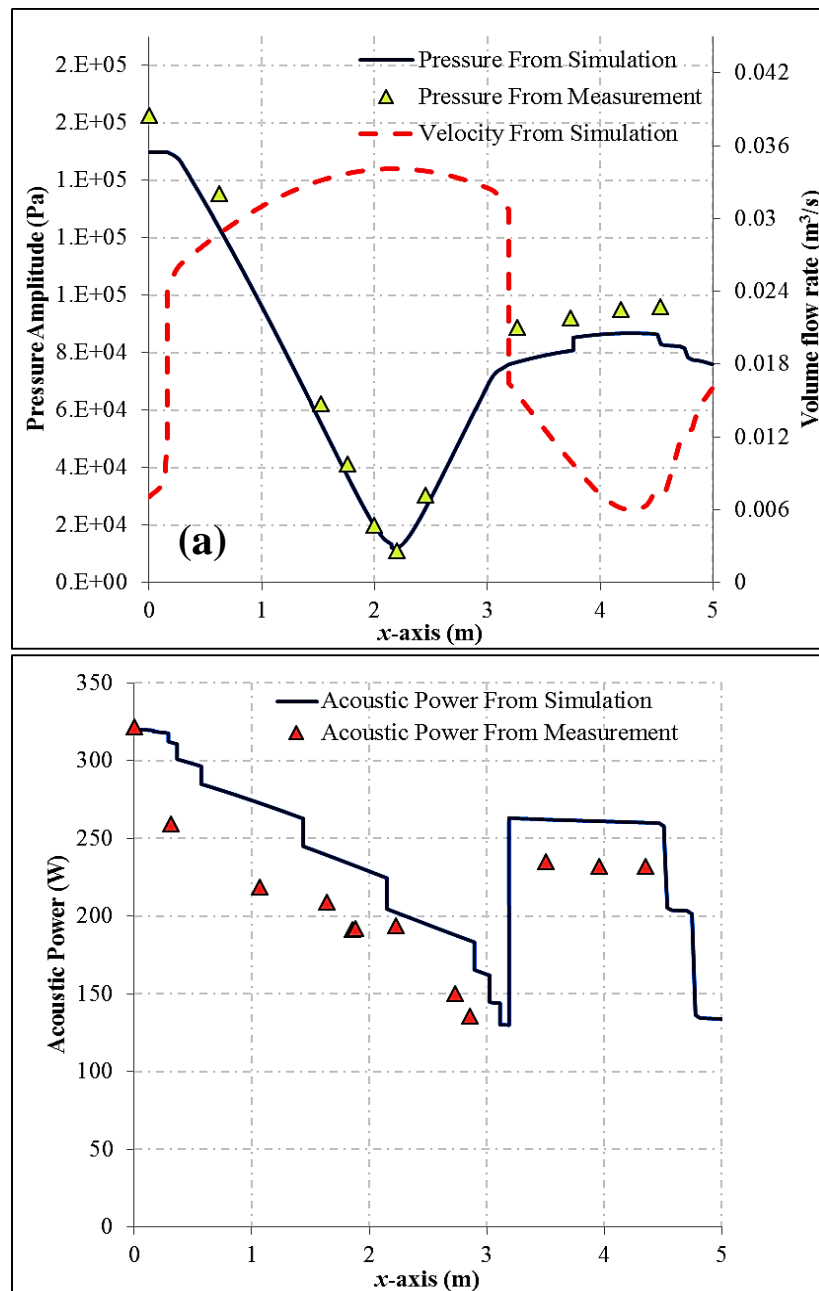 Pressure From Simulation
Pressure From Measurement
Velocity From Simulation
Pressure Amplitude (Pa)
2.E+05
2.E+05
1.E+05
1.E+05
1.E+05
8.E+04
6.E+04
4.E+04
2.E+04
0.E+00
(a)
0.042
0.036
0.03
0.024
0.018
0.012
0.006
0
Volume flow rate (m³/s)
0 1 2 3 4 5
x-axis (m)
Acoustic Power From Simulation
Acoustic Power From Measurement
Acoustic Power (W)
350
300
250
200
150
100
50
0
0 1 2 3 4 5
x-axis (m)